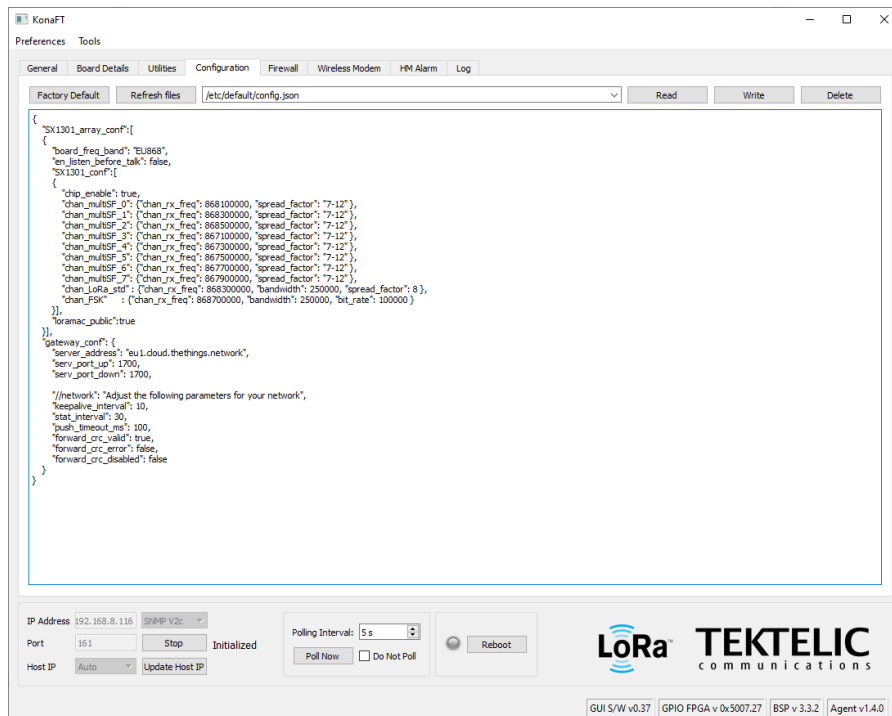 KonaFT
Preferences Tools
General Board Details Utilities Configuration Firewall Wireless Modem HM Alarm Log
Factory Default Refresh files /etc/default/config.json Read Write Delete
{
"SX1301_array_conf":[
{
"board_freq_band": "EU868",
"en_listen_before_talk": false,
"SX1301_conf":[
{
"chip_enable": true,
"chan_multiSF_0": {"chan_rx_freq": 868100000, "spread_factor": "7-12" },
"chan_multiSF_1": {"chan_rx_freq": 868300000, "spread_factor": "7-12" },
"chan_multiSF_2": {"chan_rx_freq": 868500000, "spread_factor": "7-12" },
"chan_multiSF_3": {"chan_rx_freq": 867100000, "spread_factor": "7-12" },
"chan_multiSF_4": {"chan_rx_freq": 867300000, "spread_factor": "7-12" },
"chan_multiSF_5": {"chan_rx_freq": 867500000, "spread_factor": "7-12" },
"chan_multiSF_6": {"chan_rx_freq": 867700000, "spread_factor": "7-12" },
"chan_multiSF_7": {"chan_rx_freq": 867900000, "spread_factor": "7-12" },
"chan_LoRa_std" : {"chan_rx_freq": 868300000, "bandwidth": 250000, "spread_factor": 8 },
"chan_FSK" : {"chan_rx_freq": 868700000, "bandwidth": 250000, "bit_rate": 100000 }
}],
"loramac_public":true
}],
"gateway_conf": {
"server_address": "eu1.cloud.thethings.network",
"serv_port_up": 1700,
"serv_port_down": 1700,
"//network": "Adjust the following parameters for your network",
"keepalive_interval": 10,
"stat_interval": 30,
"push_timeout_ms": 100,
"forward_crc_valid": true,
"forward_crc_error": false,
"forward_crc_disabled": false
}
}
IP Address 192.168.8.116 SNMP V2c
Port 161 Stop Initialized
Host IP Auto Update Host IP
Polling Interval: 5 s
Poll Now Do Not Poll
Reboot
LoRa™
TEKTELIC
communications
GUI S/W v0.37 GPIO FPGA v 0x5007.27 BSP v 3.3.2 Agent v1.4.0